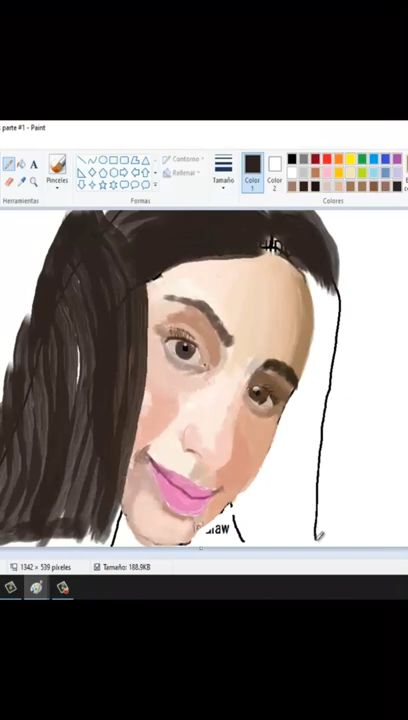 s parte #1 - Paint
Contorno
Rellenar
Pinceles
Tamaño
Color
1
Color
2
Herramientas
Formas
Colores
draw
1342 × 539 píxeles
Tamaño: 188.9KB